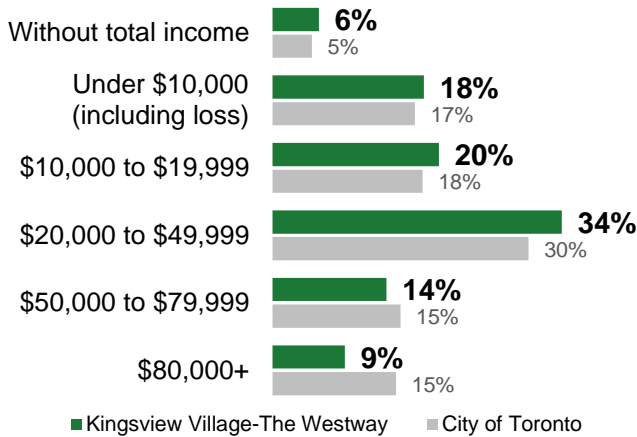 Without total income
6%
5%
Under $10,000
(including loss)
18%
17%
$10,000 to $19,999
20%
18%
$20,000 to $49,999
34%
30%
$50,000 to $79,999
14%
15%
$80,000+
9%
15%
Kingsview Village-The Westway
City of Toronto